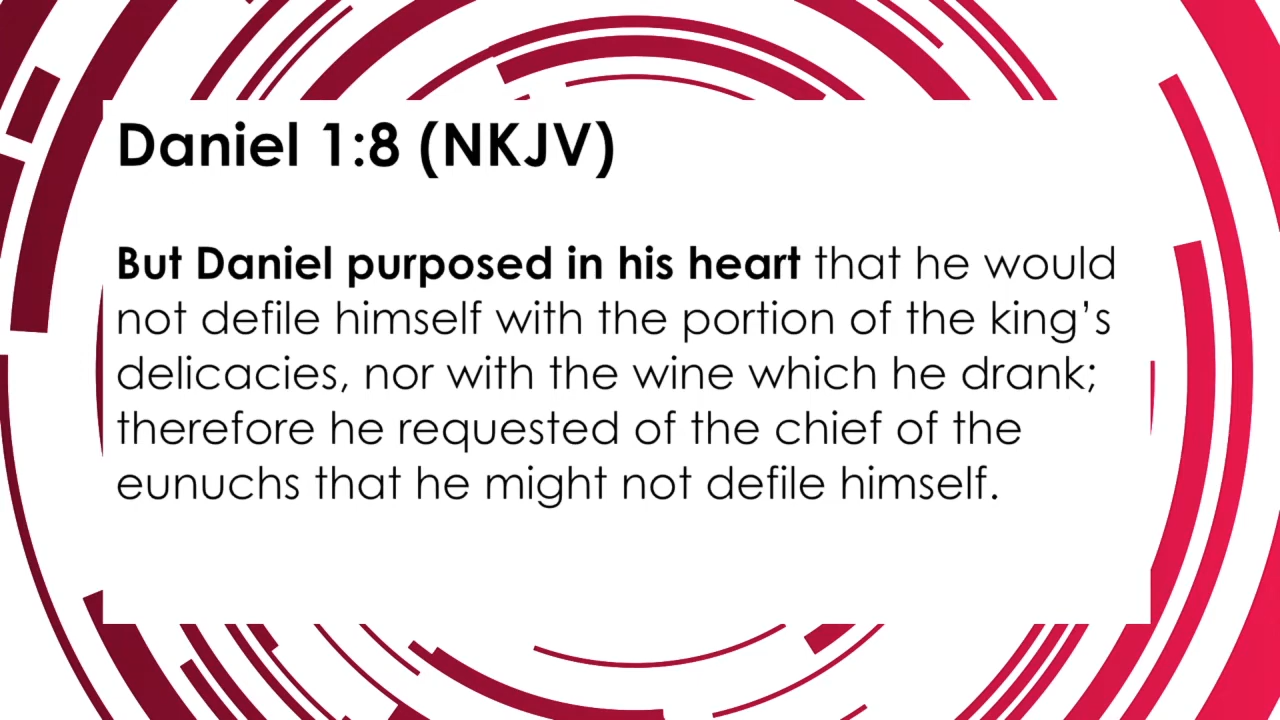 Daniel 1:8 (NKJV)
But Daniel purposed in his heart that he would
not defile himself with the portion of the king’s
delicacies, nor with the wine which he drank;
therefore he requested of the chief of the
eunuchs that he might not defile himself.